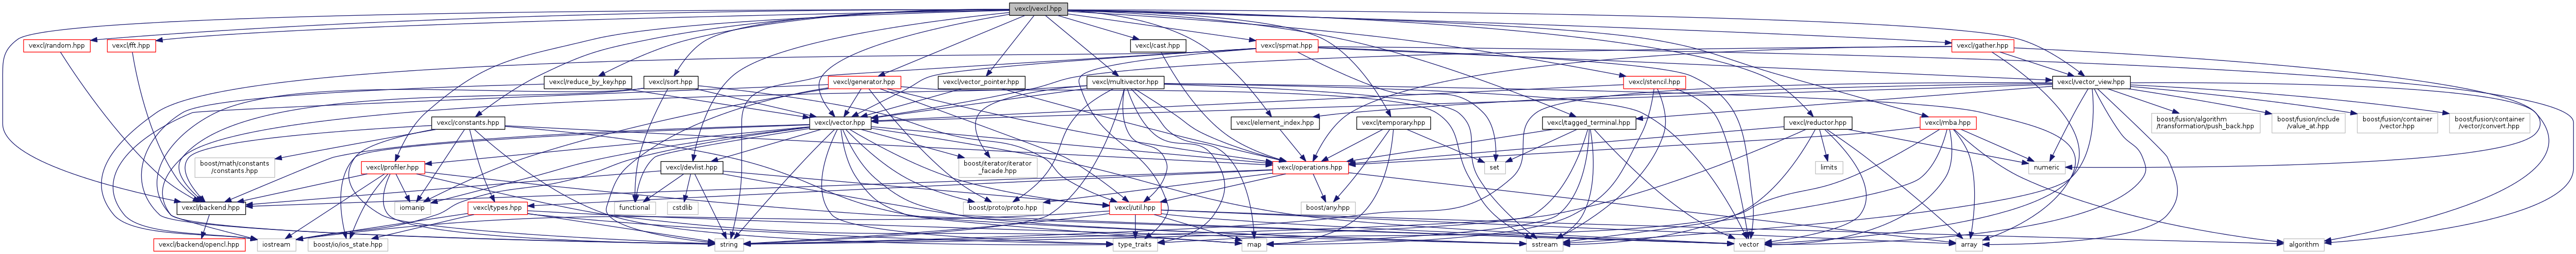 vexcl/vexcl.hpp
vexcl/random.hpp
vexcl/fft.hpp
vexcl/cast.hpp
vexcl/spmat.hpp
vexcl/gather.hpp
vexcl/reduce_by_key.hpp
vexcl/sort.hpp
vexcl/generator.hpp
vexcl/vector_pointer.hpp
vexcl/multivector.hpp
vexcl/stencil.hpp
vexcl/vector_view.hpp
vexcl/constants.hpp
vexcl/vector.hpp
vexcl/element_index.hpp
vexcl/temporary.hpp
vexcl/tagged_terminal.hpp
vexcl/reductor.hpp
vexcl/mba.hpp
boost/fusion/algorithm
/transformation/push_back.hpp
boost/fusion/include
/value_at.hpp
boost/fusion/container
/vector.hpp
boost/fusion/container
/vector/convert.hpp
boost/math/constants
/constants.hpp
vexcl/profiler.hpp
vexcl/devlist.hpp
boost/iterator/iterator
_facade.hpp
vexcl/operations.hpp
set
limits
numeric
vexcl/backend.hpp
iomanip
vexcl/types.hpp
functional
cstdlib
boost/proto/proto.hpp
vexcl/util.hpp
boost/any.hpp
vexcl/backend/opencl.hpp
iostream
boost/io/ios_state.hpp
string
type_traits
map
sstream
vector
array
algorithm